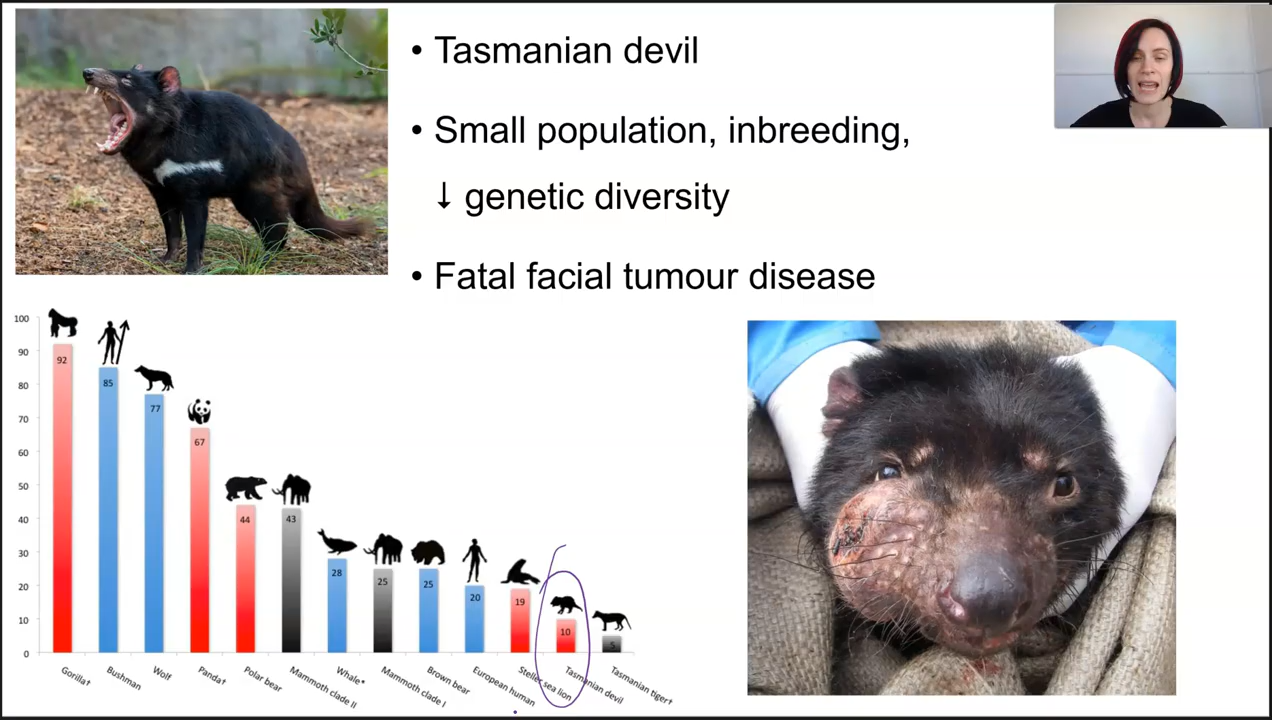 • Tasmanian devil
• Small population, inbreeding,
↓ genetic diversity
• Fatal facial tumour disease
100
90
80
70
60
50
40
30
20
10
0
92
85
77
67
44
43
28
25
25
20
19
10
5
Gorilla†
Bushman
Wolf
Panda†
Polar bear
Mammoth clade II
Whale*
Mammoth clade I
Brown bear
European human
Steller sea lion
Tasmanian devil
Tasmanian tiger†